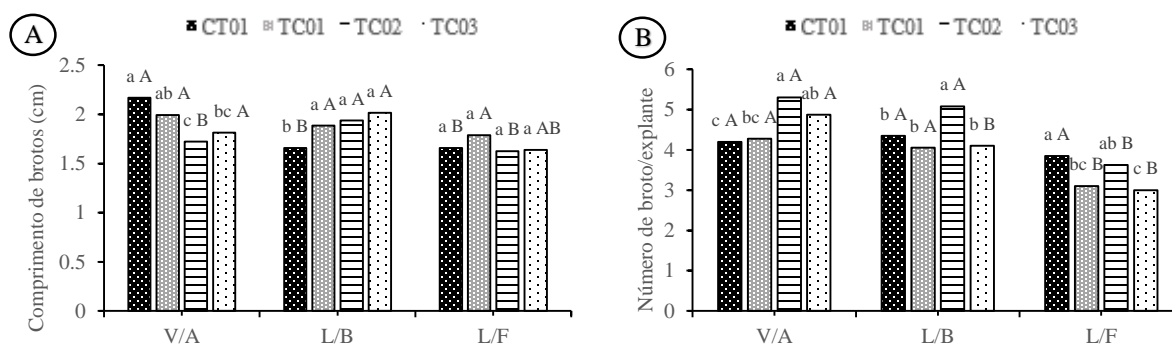 A
CT01 TC01 TC02 TC03
Comprimento de brotos (cm)
2.5
2
1.5
1
0.5
0
a A
ab A
c B
bc A
b B
a A
a A
a A
a B
a A
a B
a AB
V/A
L/B
L/F
B
CT01 TC01 TC02 TC03
Número de broto/explante
6
5
4
3
2
1
0
c A
bc A
a A
ab A
b A
b A
a A
b B
a A
bc B
ab B
c B
V/A
L/B
L/F